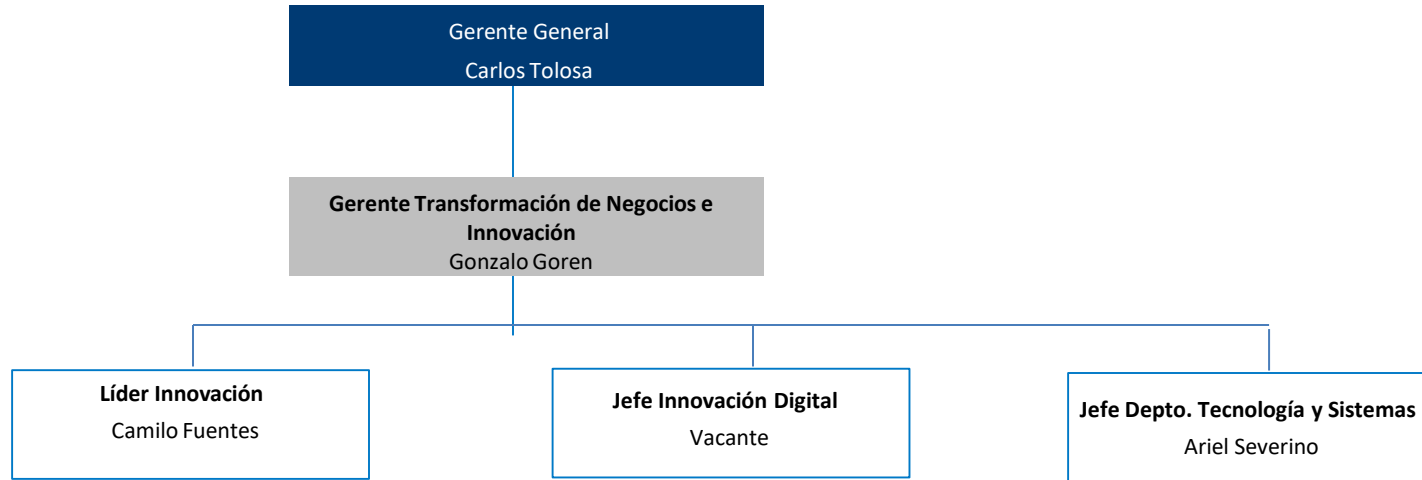 Gerente General
Carlos Tolosa
Gerente Transformación de Negocios e
Innovación
Gonzalo Goren
Líder Innovación
Camilo Fuentes
Jefe Innovación Digital
Vacante
Jefe Depto. Tecnología y Sistemas
Ariel Severino